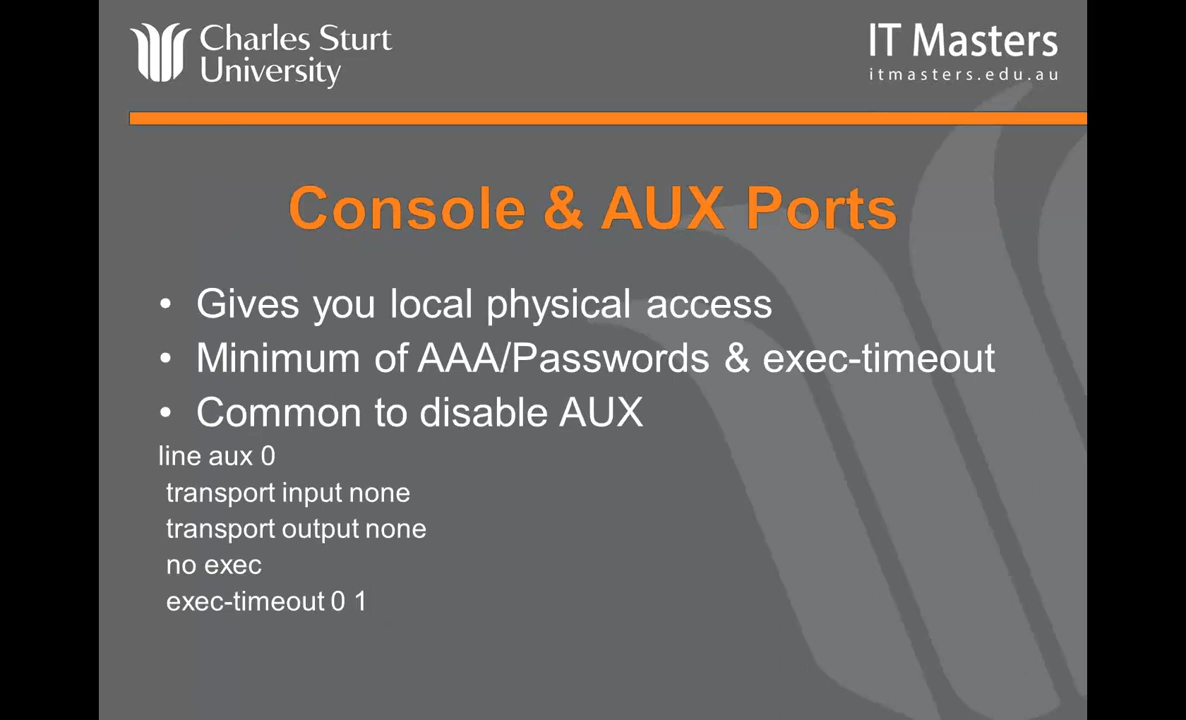 Charles Sturt
University
IT Masters
itmasters.edu.au
Console & AUX Ports
• Gives you local physical access
• Minimum of AAA/Passwords & exec-timeout
• Common to disable AUX
line aux 0
transport input none
transport output none
no exec
exec-timeout 0 1